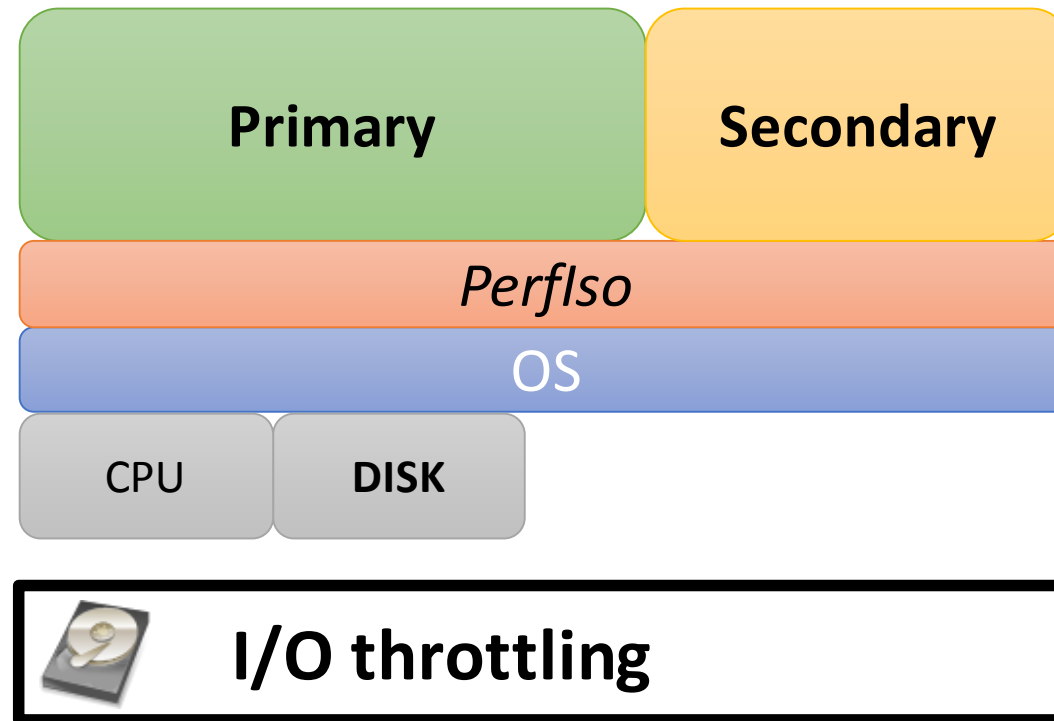 Primary Secondary
PerfIso
OS
CPU DISK
I/O throttling